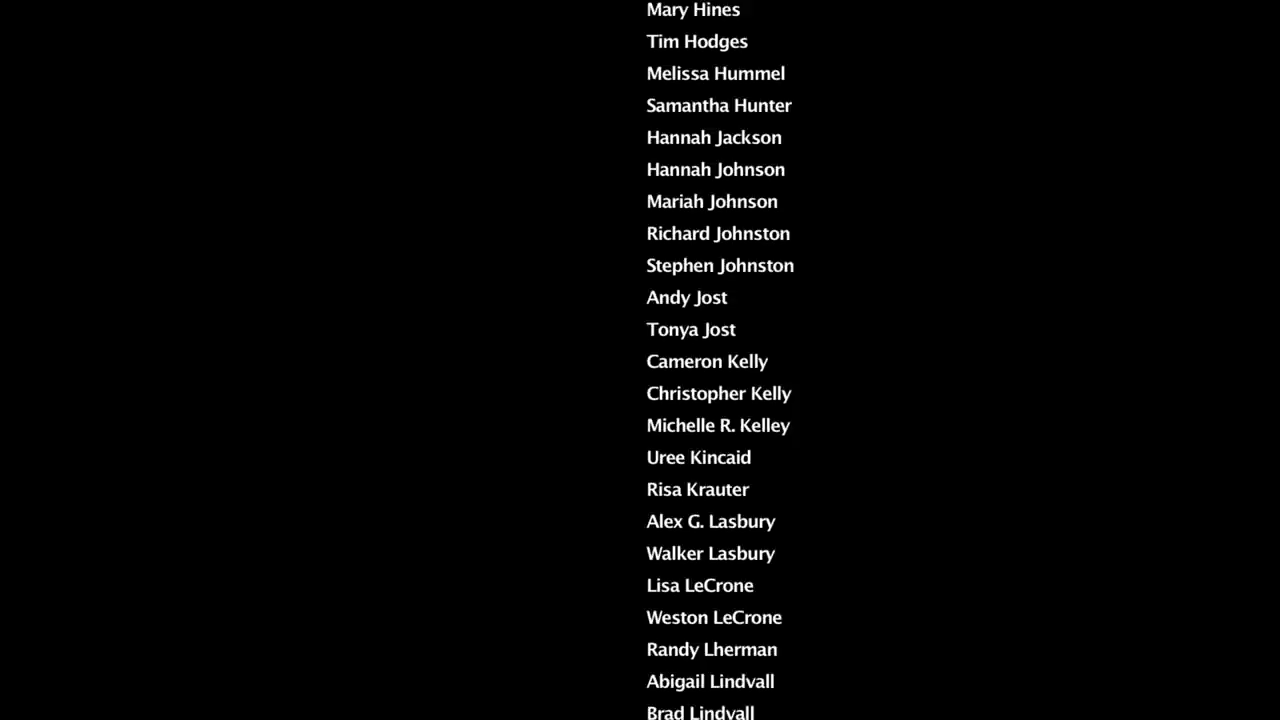 Mary Hines
Tim Hodges
Melissa Hummel
Samantha Hunter
Hannah Jackson
Hannah Johnson
Mariah Johnson
Richard Johnston
Stephen Johnston
Andy Jost
Tonya Jost
Cameron Kelly
Christopher Kelly
Michelle R. Kelley
Uree Kincaid
Risa Krauter
Alex G. Lasbury
Walker Lasbury
Lisa LeCrone
Weston LeCrone
Randy Lherman
Abigail Lindvall
Brad Lindvall